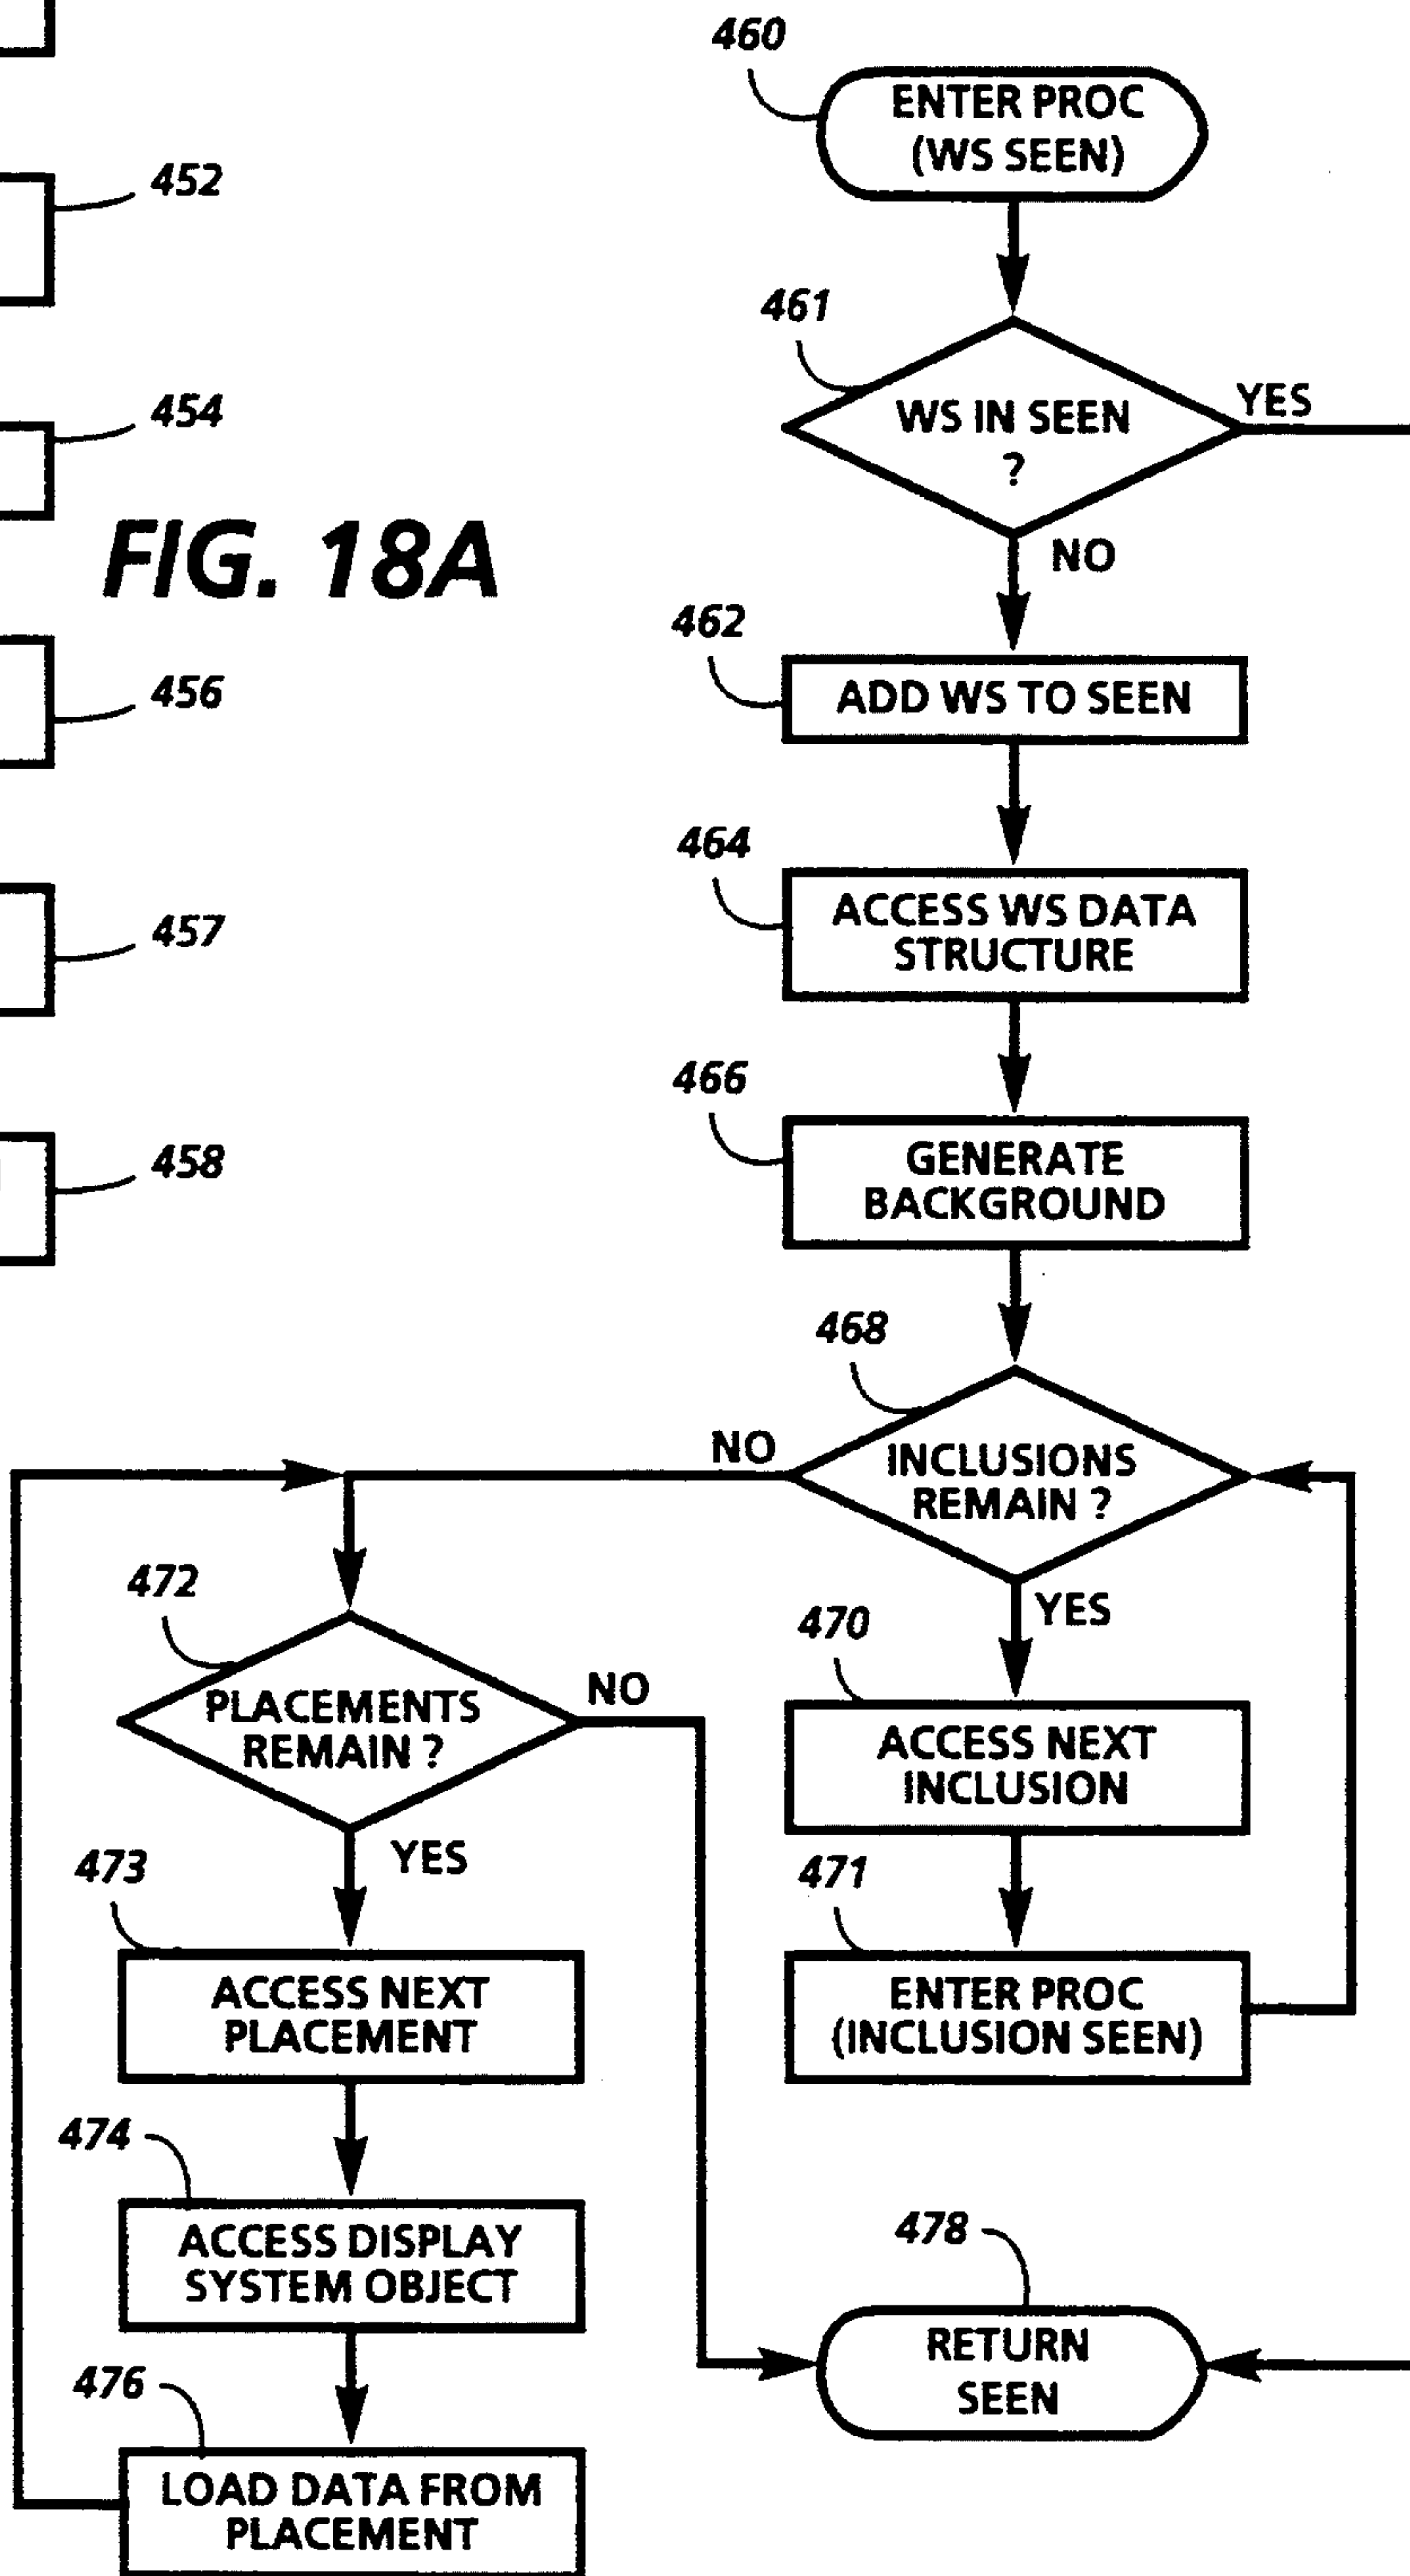 460
ENTER PROC
(WS SEEN)
452
461
WS IN SEEN
?
YES
454
NO
FIG. 18A
462
ADD WS TO SEEN
456
464
ACCESS WS DATA
STRUCTURE
457
466
GENERATE
BACKGROUND
458
468
INCLUSIONS
REMAIN ?
NO
YES
472
PLACEMENTS
REMAIN ?
NO
YES
470
ACCESS NEXT
INCLUSION
471
ENTER PROC
(INCLUSION SEEN)
473
ACCESS NEXT
PLACEMENT
474
ACCESS DISPLAY
SYSTEM OBJECT
476
LOAD DATA FROM
PLACEMENT
478
RETURN
SEEN